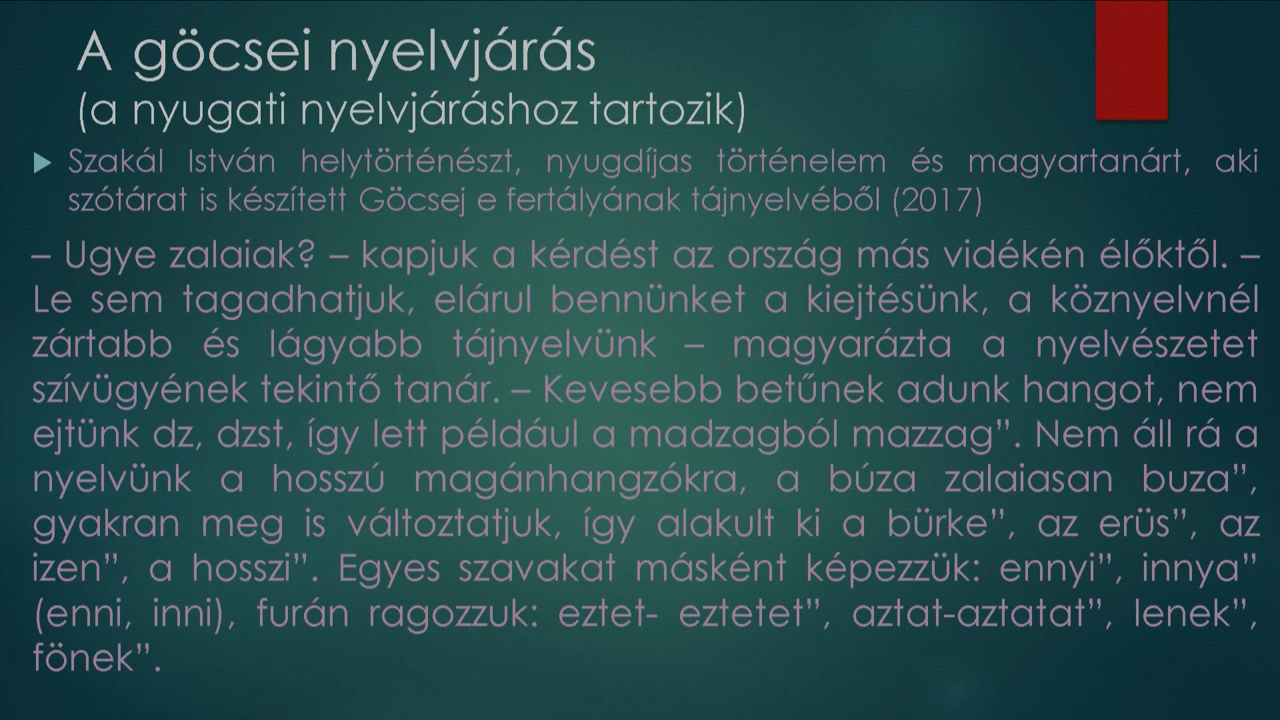 A göcsei nyelvjárás
(a nyugati nyelvjáráshoz tartozik)
Szakál István helytörténészt, nyugdíjas történelem és magyartanárt, aki
szótárat is készített Göcsej e fertályának tájnyelvéből (2017)
– Ugye zalaiak? – kapjuk a kérdést az ország más vidékén élőktől. –
Le sem tagadhatjuk, elárul bennünket a kiejtésünk, a köznyelvnél
zártabb és lágyabb tájnyelvünk – magyarázta a nyelvészetet
szívügyének tekintő tanár. – Kevesebb betűnek adunk hangot, nem
ejtünk dz, dzst, így lett például a madzagból mazzag”. Nem áll rá a
nyelvünk a hosszú magánhangzókra, a búza zalaiasan buza”,
gyakran meg is változtatjuk, így alakult ki a bürke”, az erüs”, az
izen”, a hosszi”. Egyes szavakat másként képezzük: ennyi”, innya”
(enni, inni), furán ragozzuk: eztet- eztetet”, aztat-aztatat”, lenek”,
fönek”.